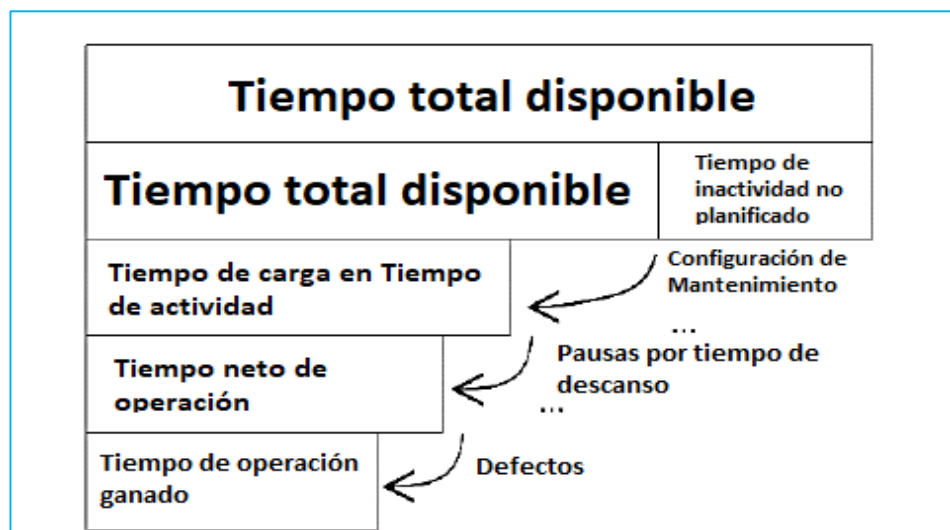 Tiempo total disponible
Tiempo total disponible
Tiempo de
inactividad no
planificado
Tiempo de carga en Tiempo
de actividad
Configuración de
Mantenimiento
...
Tiempo neto de
operación
Pausas por tiempo de
descanso
...
Tiempo de operación
ganado
Defectos